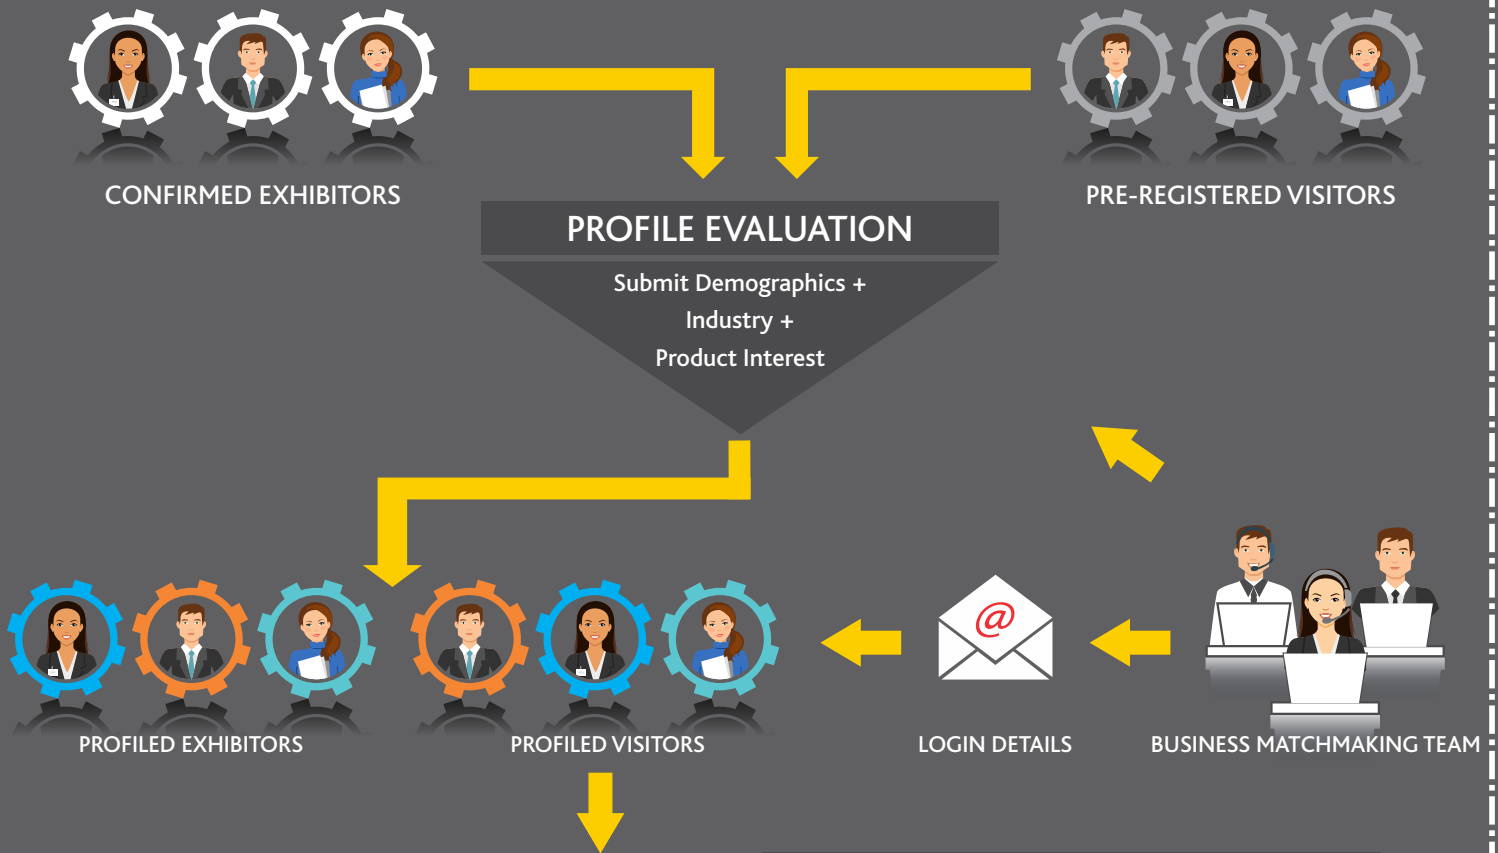 CONFIRMED EXHIBITORS
PRE-REGISTERED VISITORS
PROFILE EVALUATION
Submit Demographics +
Industry +
Product Interest
@
PROFILED EXHIBITORS
PROFILED VISITORS
LOGIN DETAILS
BUSINESS MATCHMAKING TEAM